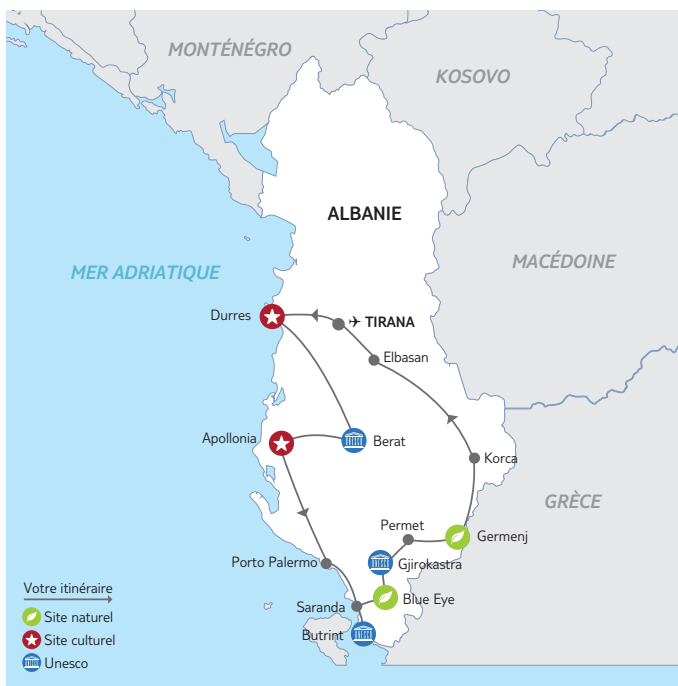 MONTÉNÉGRO
KOSOVO
ALBANIE
MER ADRIATIQUE
MACÉDOINE
Durres
TIRANA
Elbasan
Apollonia
Berat
Korca
GRÈCE
Permet
Germenj
Porto Palermo
Gjirokastra
Votre itinéraire
Blue Eye
Saranda
Site naturel
Butrint
Site culturel
Unesco